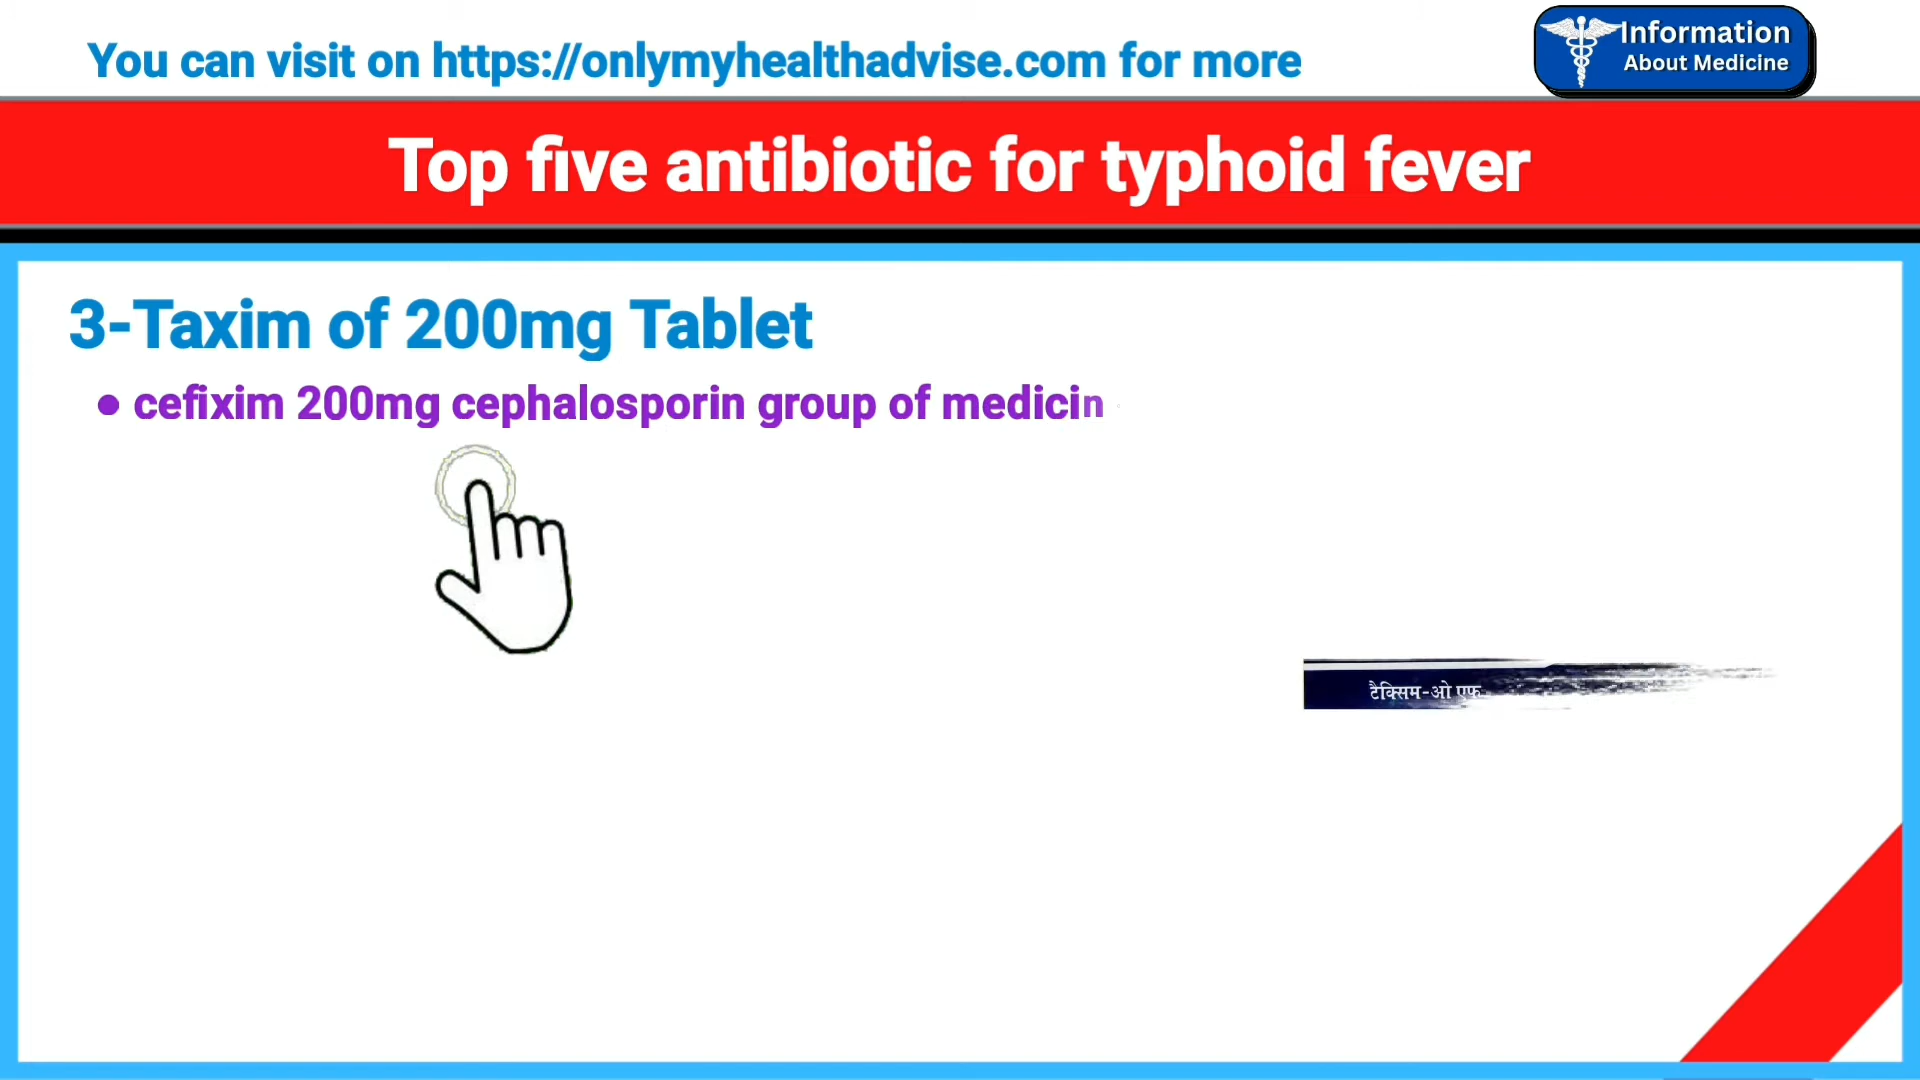 You can visit on https://onlymyhealthadvise.com for more
Information
About Medicine
Top five antibiotic for typhoid fever
3-Taxim of 200mg Tablet
• cefixim 200mg cephalosporin group of medicin
टैक्सिम-ओ एफ